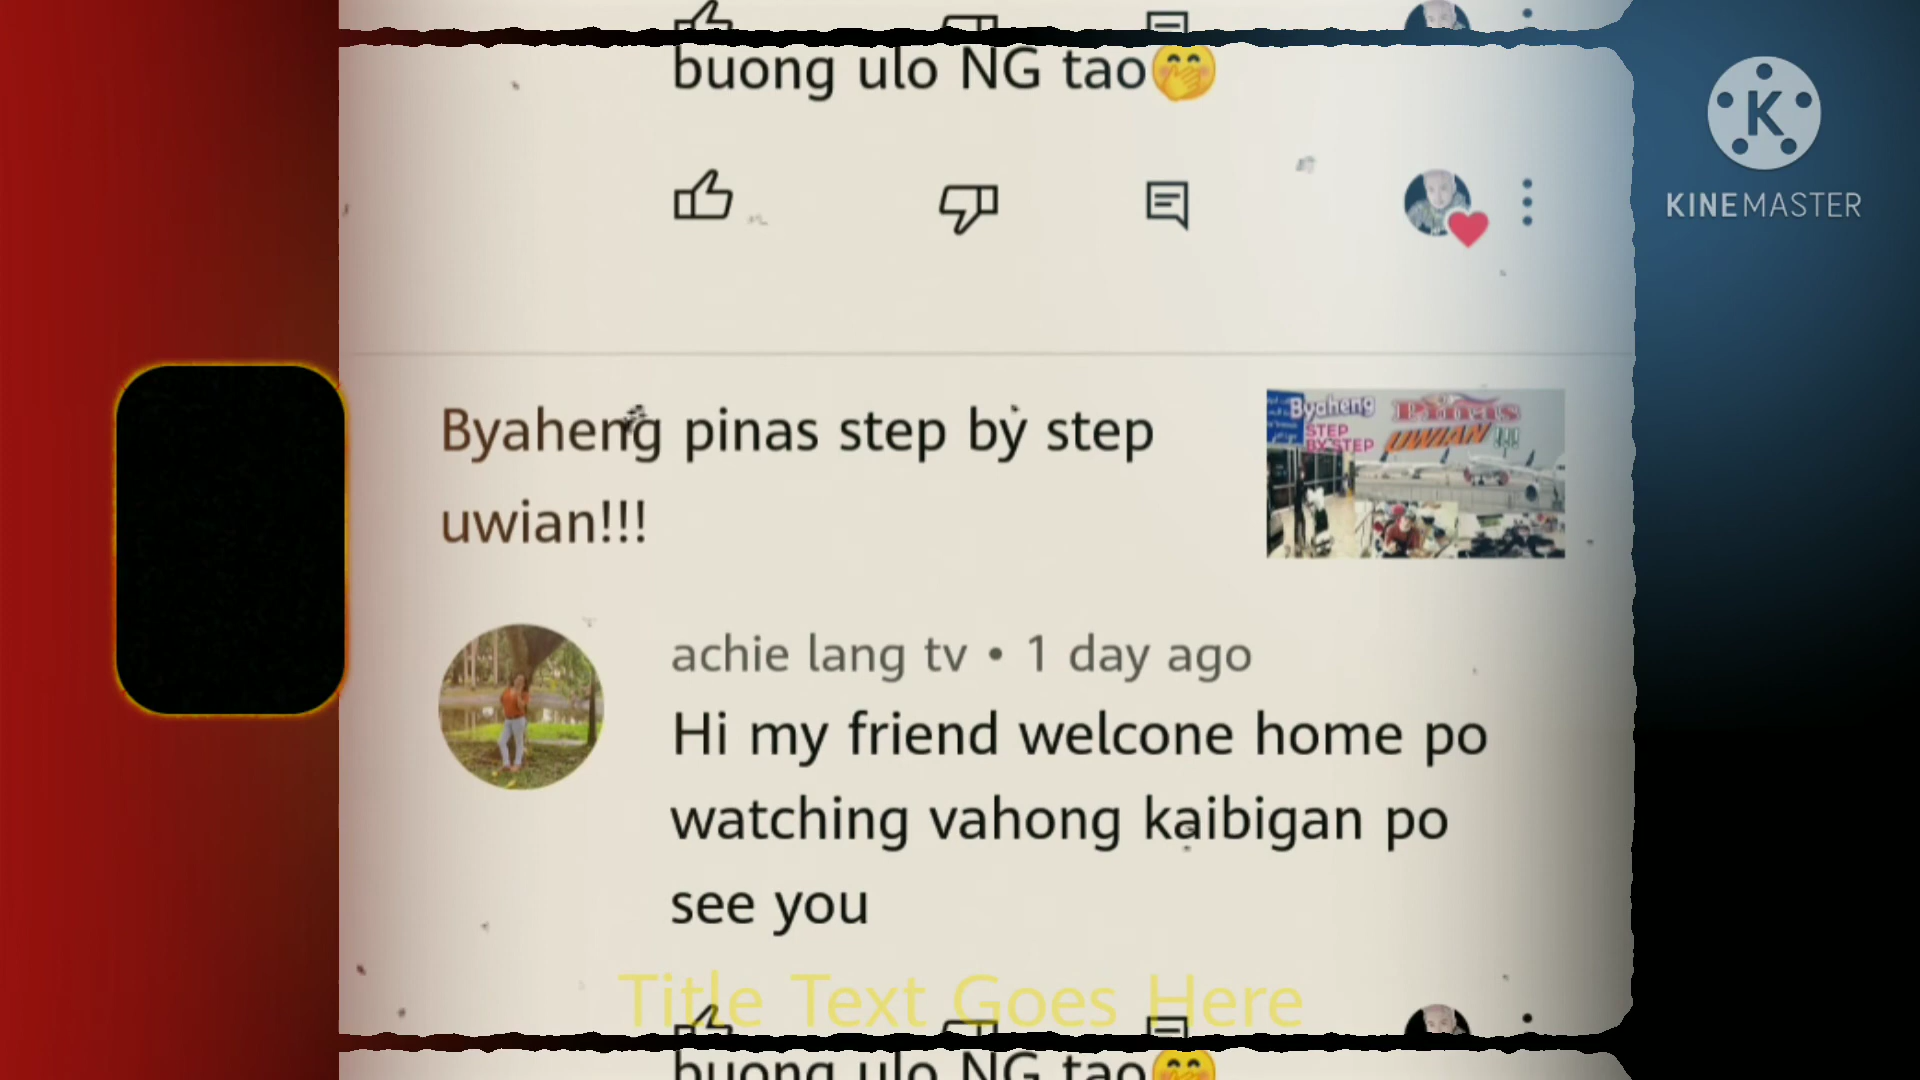 buong ulo NG tao🤭
KINEMASTER
Byaheng pinas step by step
uwian!!!
Byaheng Pinas
STEP BY STEP
UWIAN !!!
achie lang tv • 1 day ago
Hi my friend welcone home po
watching vahong kaibigan po
see you
Title Text Goes Here
buong ulo NG tao🤭